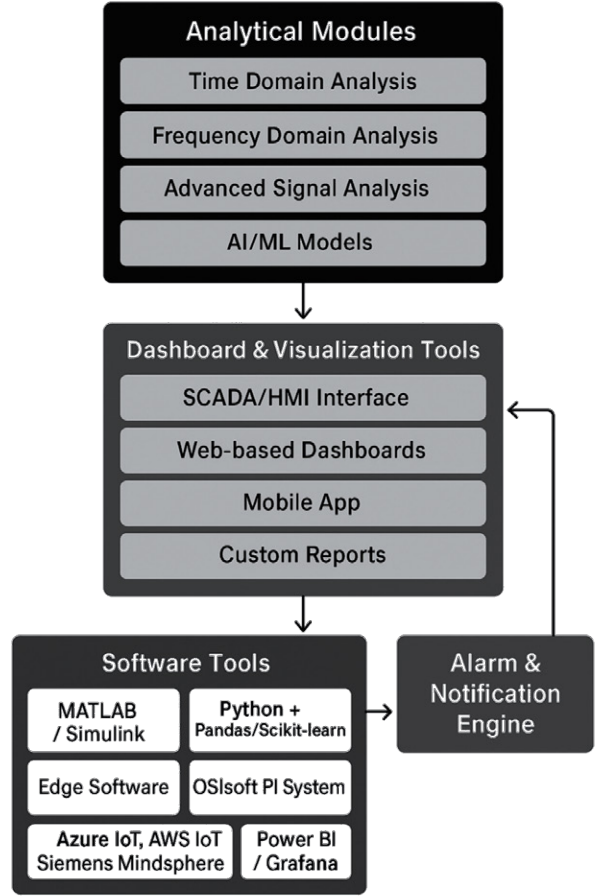 Analytical Modules
Time Domain Analysis
Frequency Domain Analysis
Advanced Signal Analysis
AI/ML Models
Dashboard & Visualization Tools
SCADA/HMI Interface
Web-based Dashboards
Mobile App
Custom Reports
Software Tools
MATLAB
/ Simulink
Python +
Pandas/Scikit-learn
Edge Software
OSIsoft PI System
Azure IoT, AWS IoT
Siemens Mindsphere
Power BI
/ Grafana
Alarm &
Notification
Engine